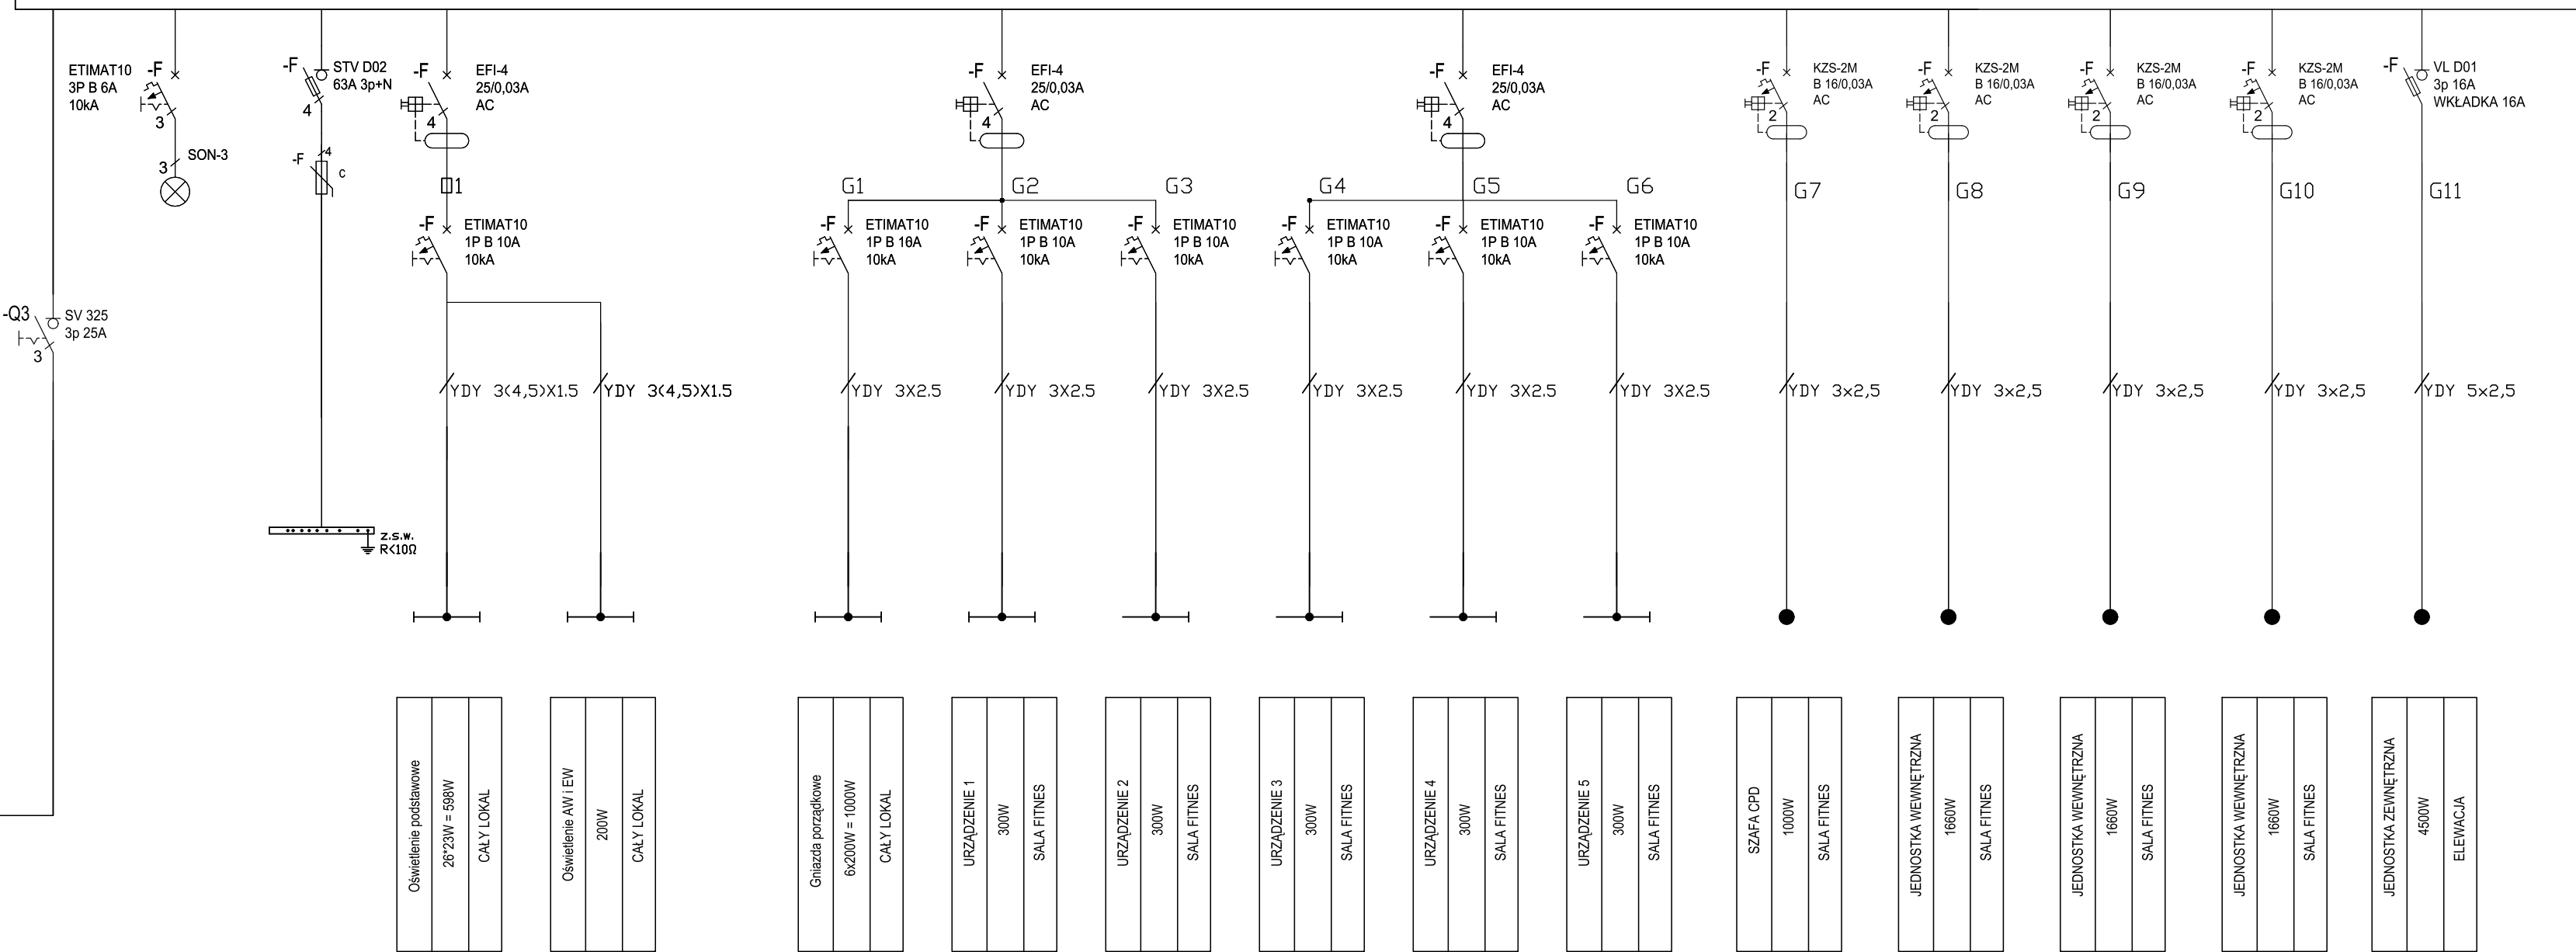 ETIMAT10
3P B 6A
10kA
-F
3
3
SON-3
-F
STV D02
63A 3p+N
4
-F
4
C
z.s.w.
R<10Ω
-Q3
SV 325
3p 25A
3
-F
EFI-4
25/0,03A
AC
4
1
-F
ETIMAT10
1P B 10A
10kA
YDY 3(4,5)X1.5
YDY 3(4,5)X1.5
-F
EFI-4
25/0,03A
AC
4
G1
G2
G3
-F
ETIMAT10
1P B 16A
10kA
-F
ETIMAT10
1P B 10A
10kA
-F
ETIMAT10
1P B 10A
10kA
YDY 3X2.5
YDY 3X2.5
YDY 3X2.5
-F
EFI-4
25/0,03A
AC
4
G4
G5
G6
-F
ETIMAT10
1P B 10A
10kA
-F
ETIMAT10
1P B 10A
10kA
-F
ETIMAT10
1P B 10A
10kA
YDY 3X2.5
YDY 3X2.5
YDY 3X2.5
-F
KZS-2M
B 16/0,03A
AC
2
G7
YDY 3x2,5
-F
KZS-2M
B 16/0,03A
AC
2
G8
YDY 3x2,5
-F
KZS-2M
B 16/0,03A
AC
2
G9
YDY 3x2,5
-F
KZS-2M
B 16/0,03A
AC
2
G10
YDY 3x2,5
-F
VL D01
3p 16A
WKŁADKA 16A
G11
YDY 5x2,5
Oświetlenie podstawowe
26*23W = 598W
CAŁY LOKAL
Oświetlenie AW i EW
200W
CAŁY LOKAL
Gniazda porządkowe
6x200W = 1000W
CAŁY LOKAL
URZĄDZENIE 1
300W
SALA FITNES
URZĄDZENIE 2
300W
SALA FITNES
URZĄDZENIE 3
300W
SALA FITNES
URZĄDZENIE 4
300W
SALA FITNES
URZĄDZENIE 5
300W
SALA FITNES
SZAFA CPD
1000W
SALA FITNES
JEDNOSTKA WEWNĘTRZNA
1660W
SALA FITNES
JEDNOSTKA WEWNĘTRZNA
1660W
SALA FITNES
JEDNOSTKA WEWNĘTRZNA
1660W
SALA FITNES
JEDNOSTKA ZEWNĘTRZNA
4500W
ELEWACJA